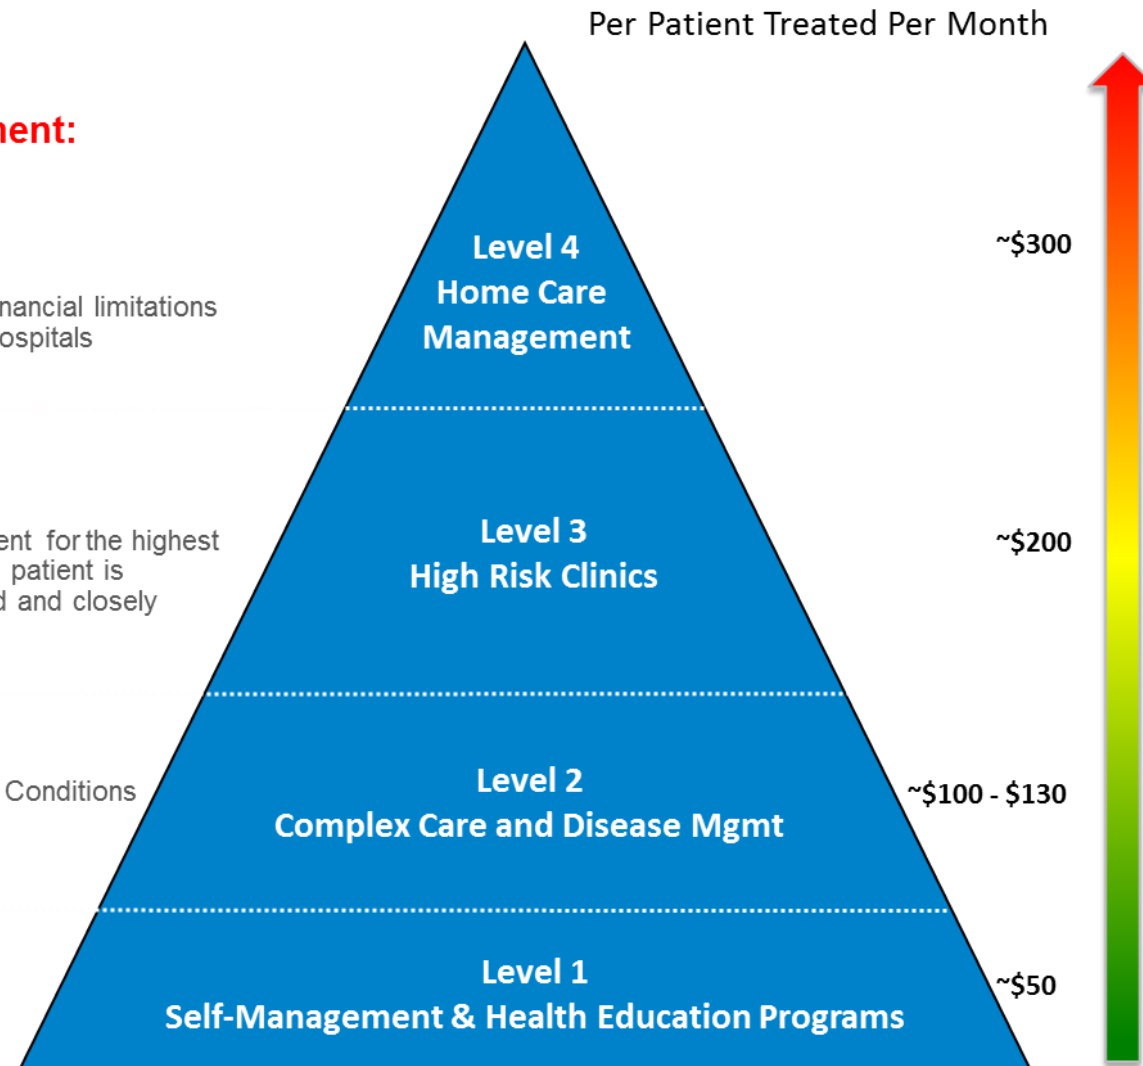 Per Patient Treated Per Month
nent:
Level 4
Home Care
Management
~$300
nancial limitations
ospitals
Level 3
High Risk Clinics
~$200
ent for the highest
patient is
d and closely
Level 2
Complex Care and Disease Mgmt
Conditions
~$100 - $130
Level 1
Self-Management & Health Education Programs
~$50